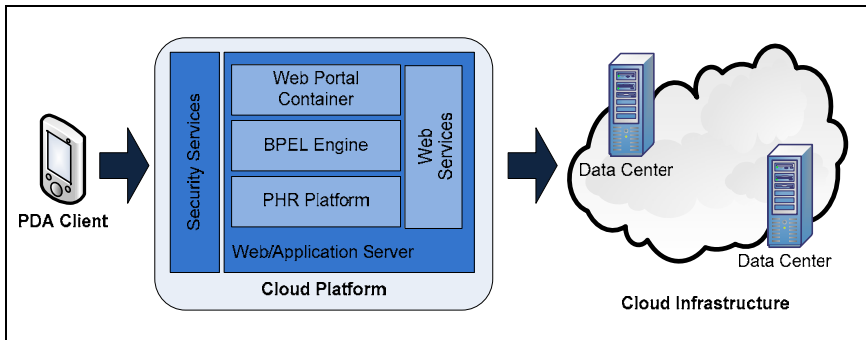 PDA Client
Security Services
Web Portal
Container
BPEL Engine
PHR Platform
Web
Services
Web/Application Server
Cloud Platform
Data Center
Data Center
Cloud Infrastructure